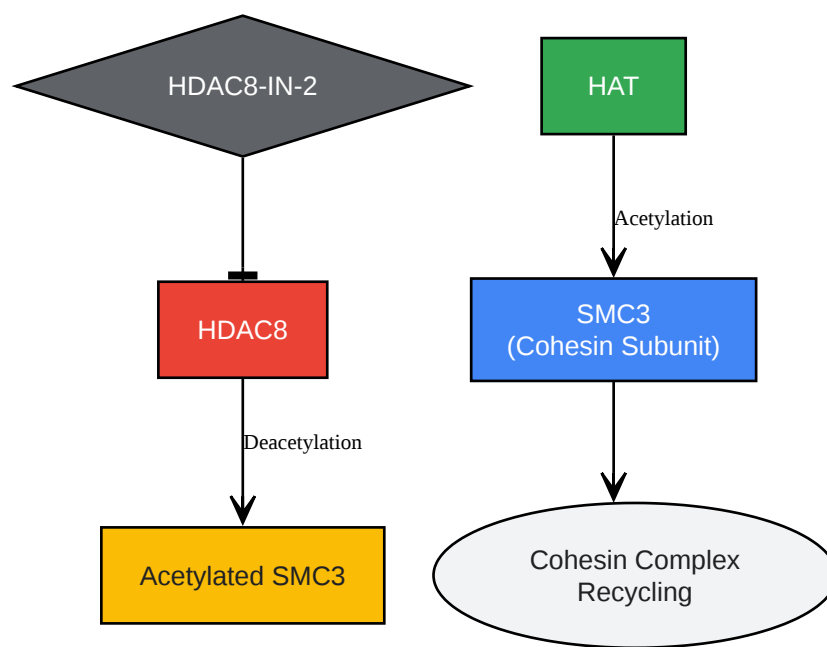 HDAC8-IN-2
HAT
Acetylation
SMC3
(Cohesin Subunit)
HDAC8
Deacetylation
Acetylated SMC3
Cohesin Complex
Recycling